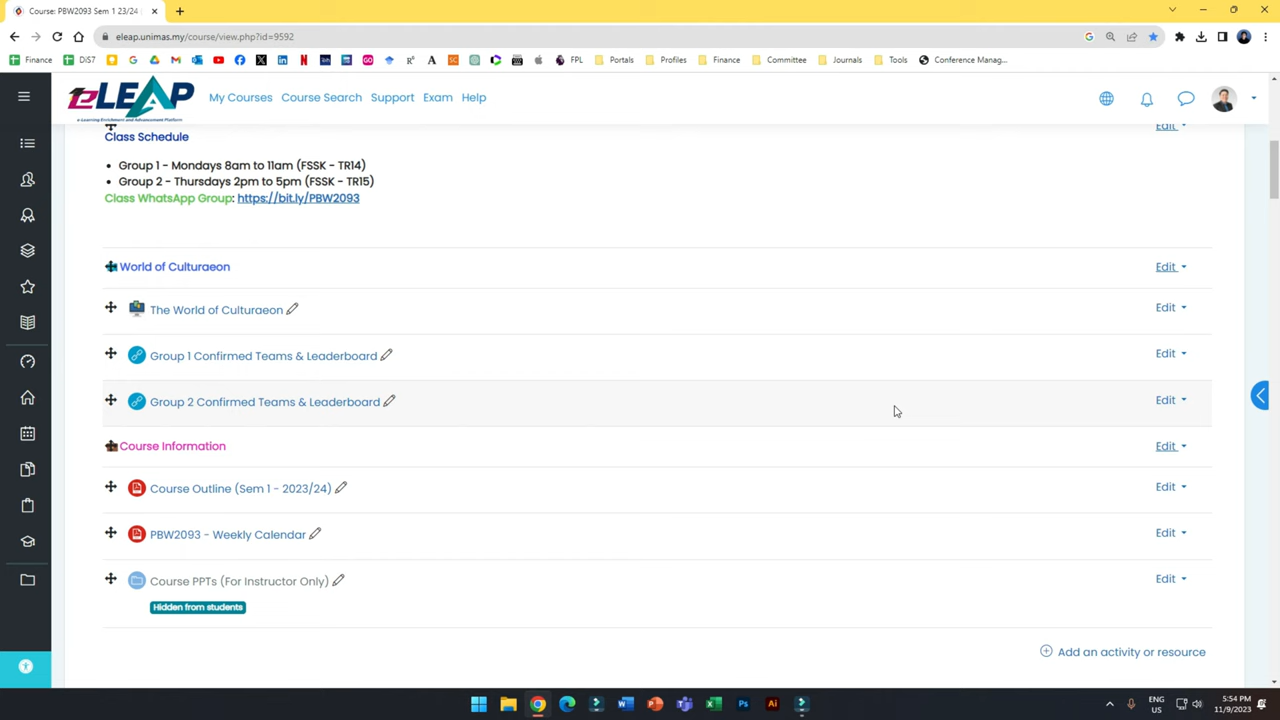 Course: PBW2093 Sem 1 23/24
eleap.unimas.my/course/view.php?id=9592
Finance
DiS7
FPL
Portals
Profiles
Finance
Committee
Journals
Tools
Conference Manag...
eLEAP
e-Learning Enrichment and Advancement Platform
My Courses
Course Search
Support
Exam
Help
Edit
Class Schedule
Group 1 - Mondays 8am to 11am (FSSK - TR14)
Group 2 - Thursdays 2pm to 5pm (FSSK - TR15)
Class WhatsApp Group: https://bit.ly/PBW2093
World of Culturaeon
Edit
The World of Culturaeon
Edit
Group 1 Confirmed Teams & Leaderboard
Edit
Group 2 Confirmed Teams & Leaderboard
Edit
Course Information
Edit
Course Outline (Sem 1 - 2023/24)
Edit
PBW2093 - Weekly Calendar
Edit
Course PPTs (For Instructor Only)
Edit
Hidden from students
Add an activity or resource
ENG
US
5:54 PM
11/9/2023